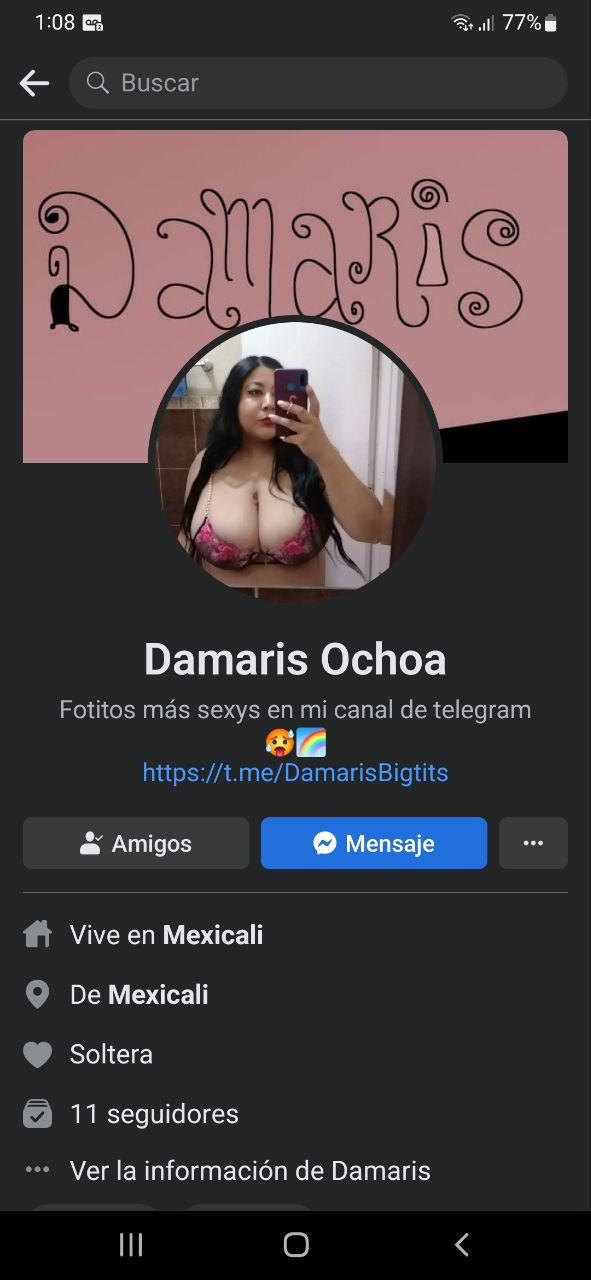 1:08
77%
Buscar
Damaris
Damaris Ochoa
Fotitos más sexys en mi canal de telegram
🥵🌈
https://t.me/DamarisBigtits
Amigos
Mensaje
Vive en Mexicali
De Mexicali
Soltera
11 seguidores
Ver la información de Damaris